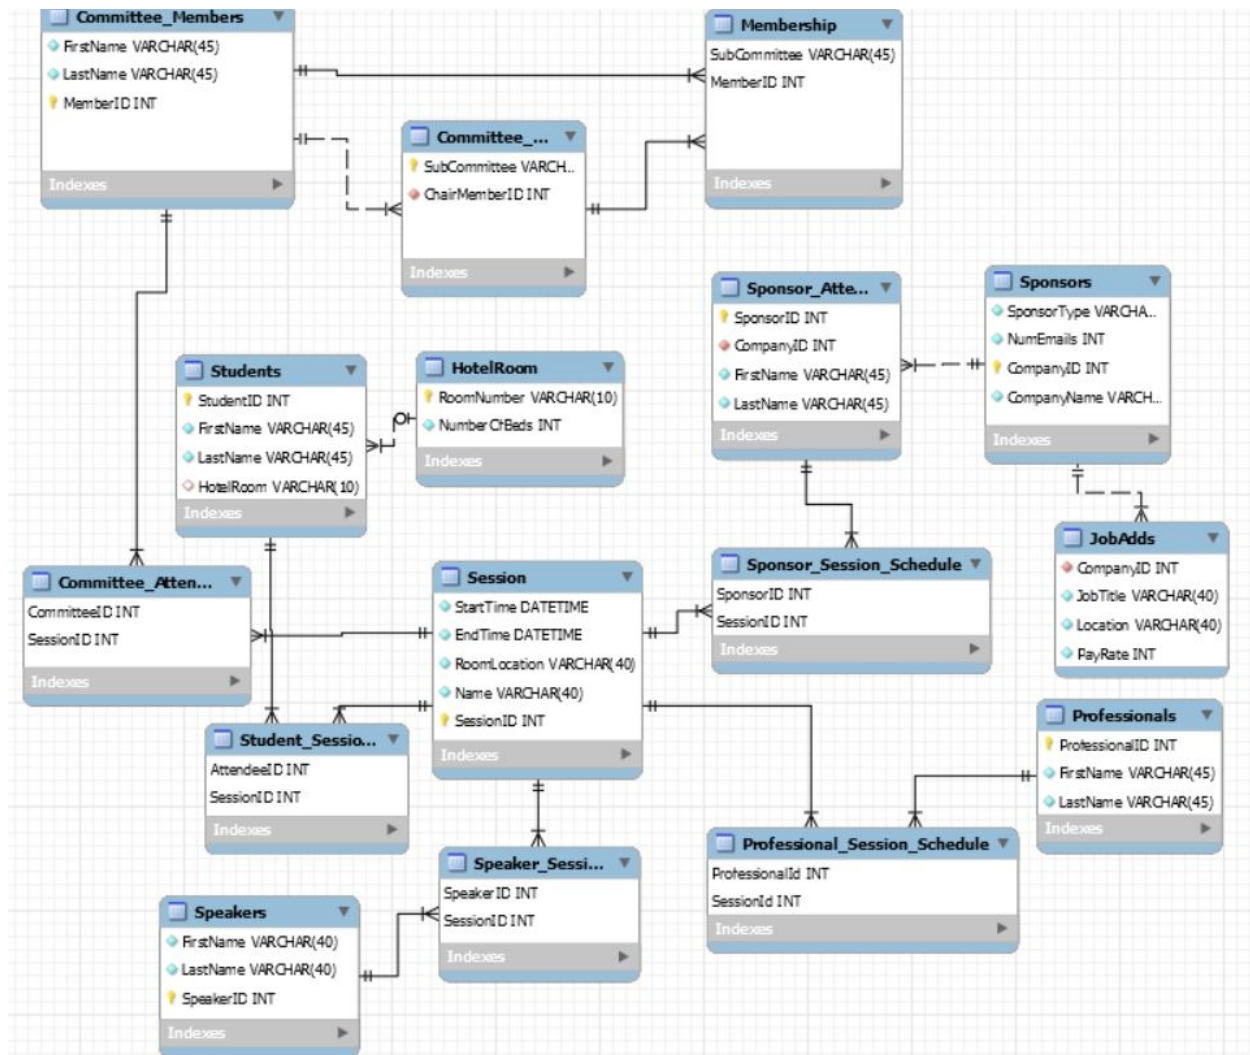 Committee_Members
FirstName VARCHAR(45)
LastName VARCHAR(45)
MemberID INT
Indexes
Membership
SubCommittee VARCHAR(45)
MemberID INT
Indexes
Committee_...
SubCommittee VARCH...
ChairMemberID INT
Indexes
Sponsor_Atte...
SponsorID INT
CompanyID INT
FirstName VARCHAR(45)
LastName VARCHAR(45)
Indexes
Sponsors
SponsorType VARCHA...
NumEmails INT
CompanyID INT
CompanyName VARCH...
Indexes
Students
StudentID INT
FirstName VARCHAR(45)
LastName VARCHAR(45)
HotelRoom VARCHAR(10)
Indexes
HotelRoom
RoomNumber VARCHAR(10)
NumberOfBeds INT
Indexes
JobAdds
CompanyID INT
JobTitle VARCHAR(40)
Location VARCHAR(40)
PayRate INT
Indexes
Committee_Atten...
CommitteeID INT
SessionID INT
Indexes
Session
StartTime DATETIME
EndTime DATETIME
RoomLocation VARCHAR(40)
Name VARCHAR(40)
SessionID INT
Indexes
Sponsor_Session_Schedule
SponsorID INT
SessionID INT
Indexes
Professionals
ProfessionalID INT
FirstName VARCHAR(45)
LastName VARCHAR(45)
Indexes
Student_Sessio...
AttendeeID INT
SessionID INT
Indexes
Speaker_Sessi...
SpeakerID INT
SessionID INT
Indexes
Professional_Session_Schedule
ProfessionalId INT
SessionId INT
Indexes
Speakers
FirstName VARCHAR(40)
LastName VARCHAR(40)
SpeakerID INT
Indexes